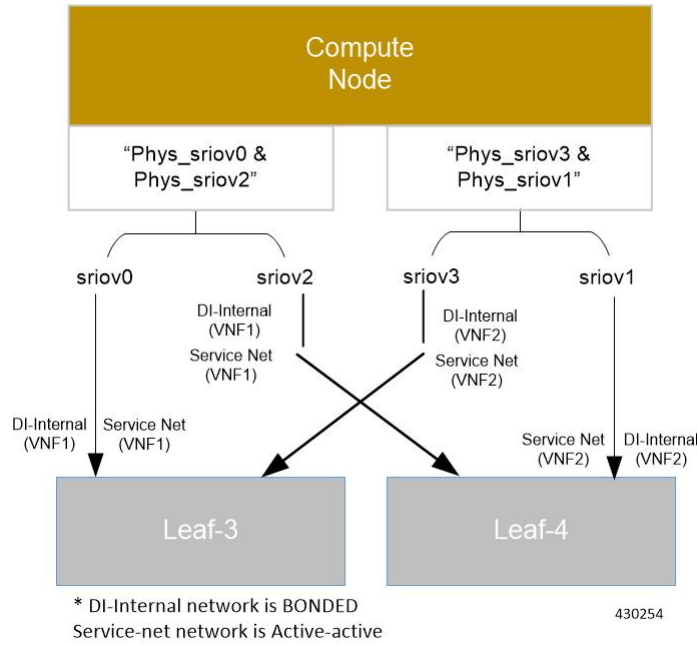 Compute
Node
“Phys_sriov0 &
Phys_sriov2”
“Phys_sriov3 &
Phys_sriov1”
sriov0
sriov2
sriov3
sriov1
DI-Internal
(VNF1)
Service Net
(VNF1)
DI-Internal
(VNF2)
Service Net
(VNF2)
DI-Internal
(VNF1)
Service Net
(VNF1)
Service Net
(VNF2)
DI-Internal
(VNF2)
Leaf-3
Leaf-4
* DI-Internal network is BONDED
Service-net network is Active-active
430254